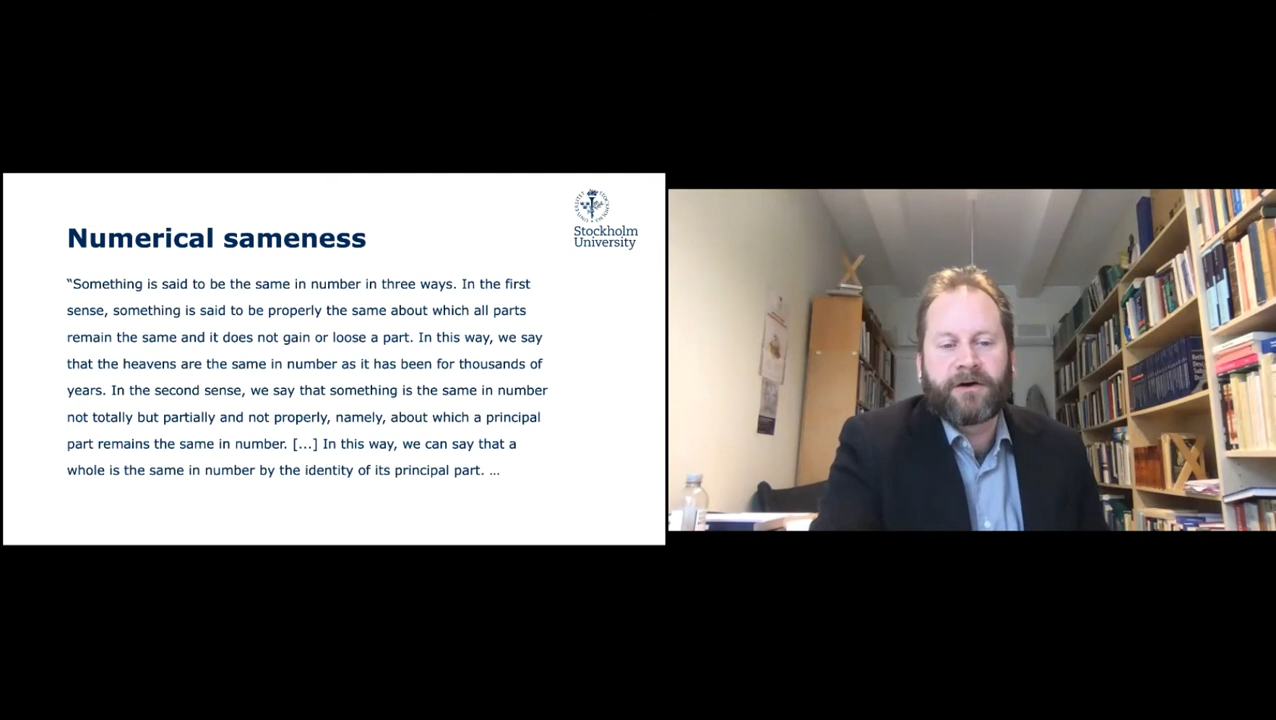 Numerical sameness
Stockholm
University
“Something is said to be the same in number in three ways. In the first
sense, something is said to be properly the same about which all parts
remain the same and it does not gain or loose a part. In this way, we say
that the heavens are the same in number as it has been for thousands of
years. In the second sense, we say that something is the same in number
not totally but partially and not properly, namely, about which a principal
part remains the same in number. [...] In this way, we can say that a
whole is the same in number by the identity of its principal part. ...